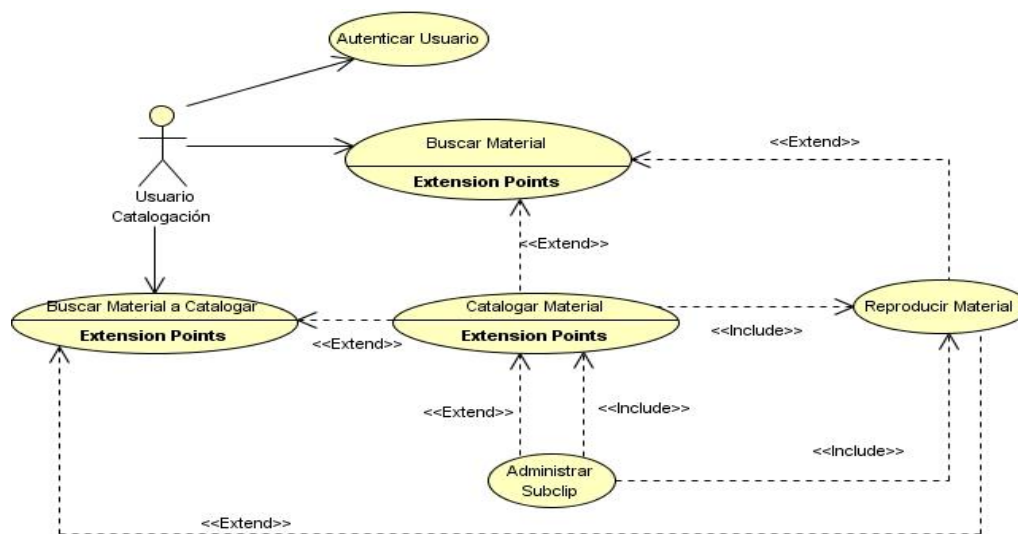 Autenticar Usuario
Buscar Material
Extension Points
<<Extend>>
Usuario
Catalogación
<<Extend>>
Buscar Material a Catalogar
Extension Points
<<Extend>>
Catalogar Material
Extension Points
<<Include>>
Reproducir Material
<<Extend>>
<<Include>>
Administrar
Subclip
<<Include>>
<<Extend>>